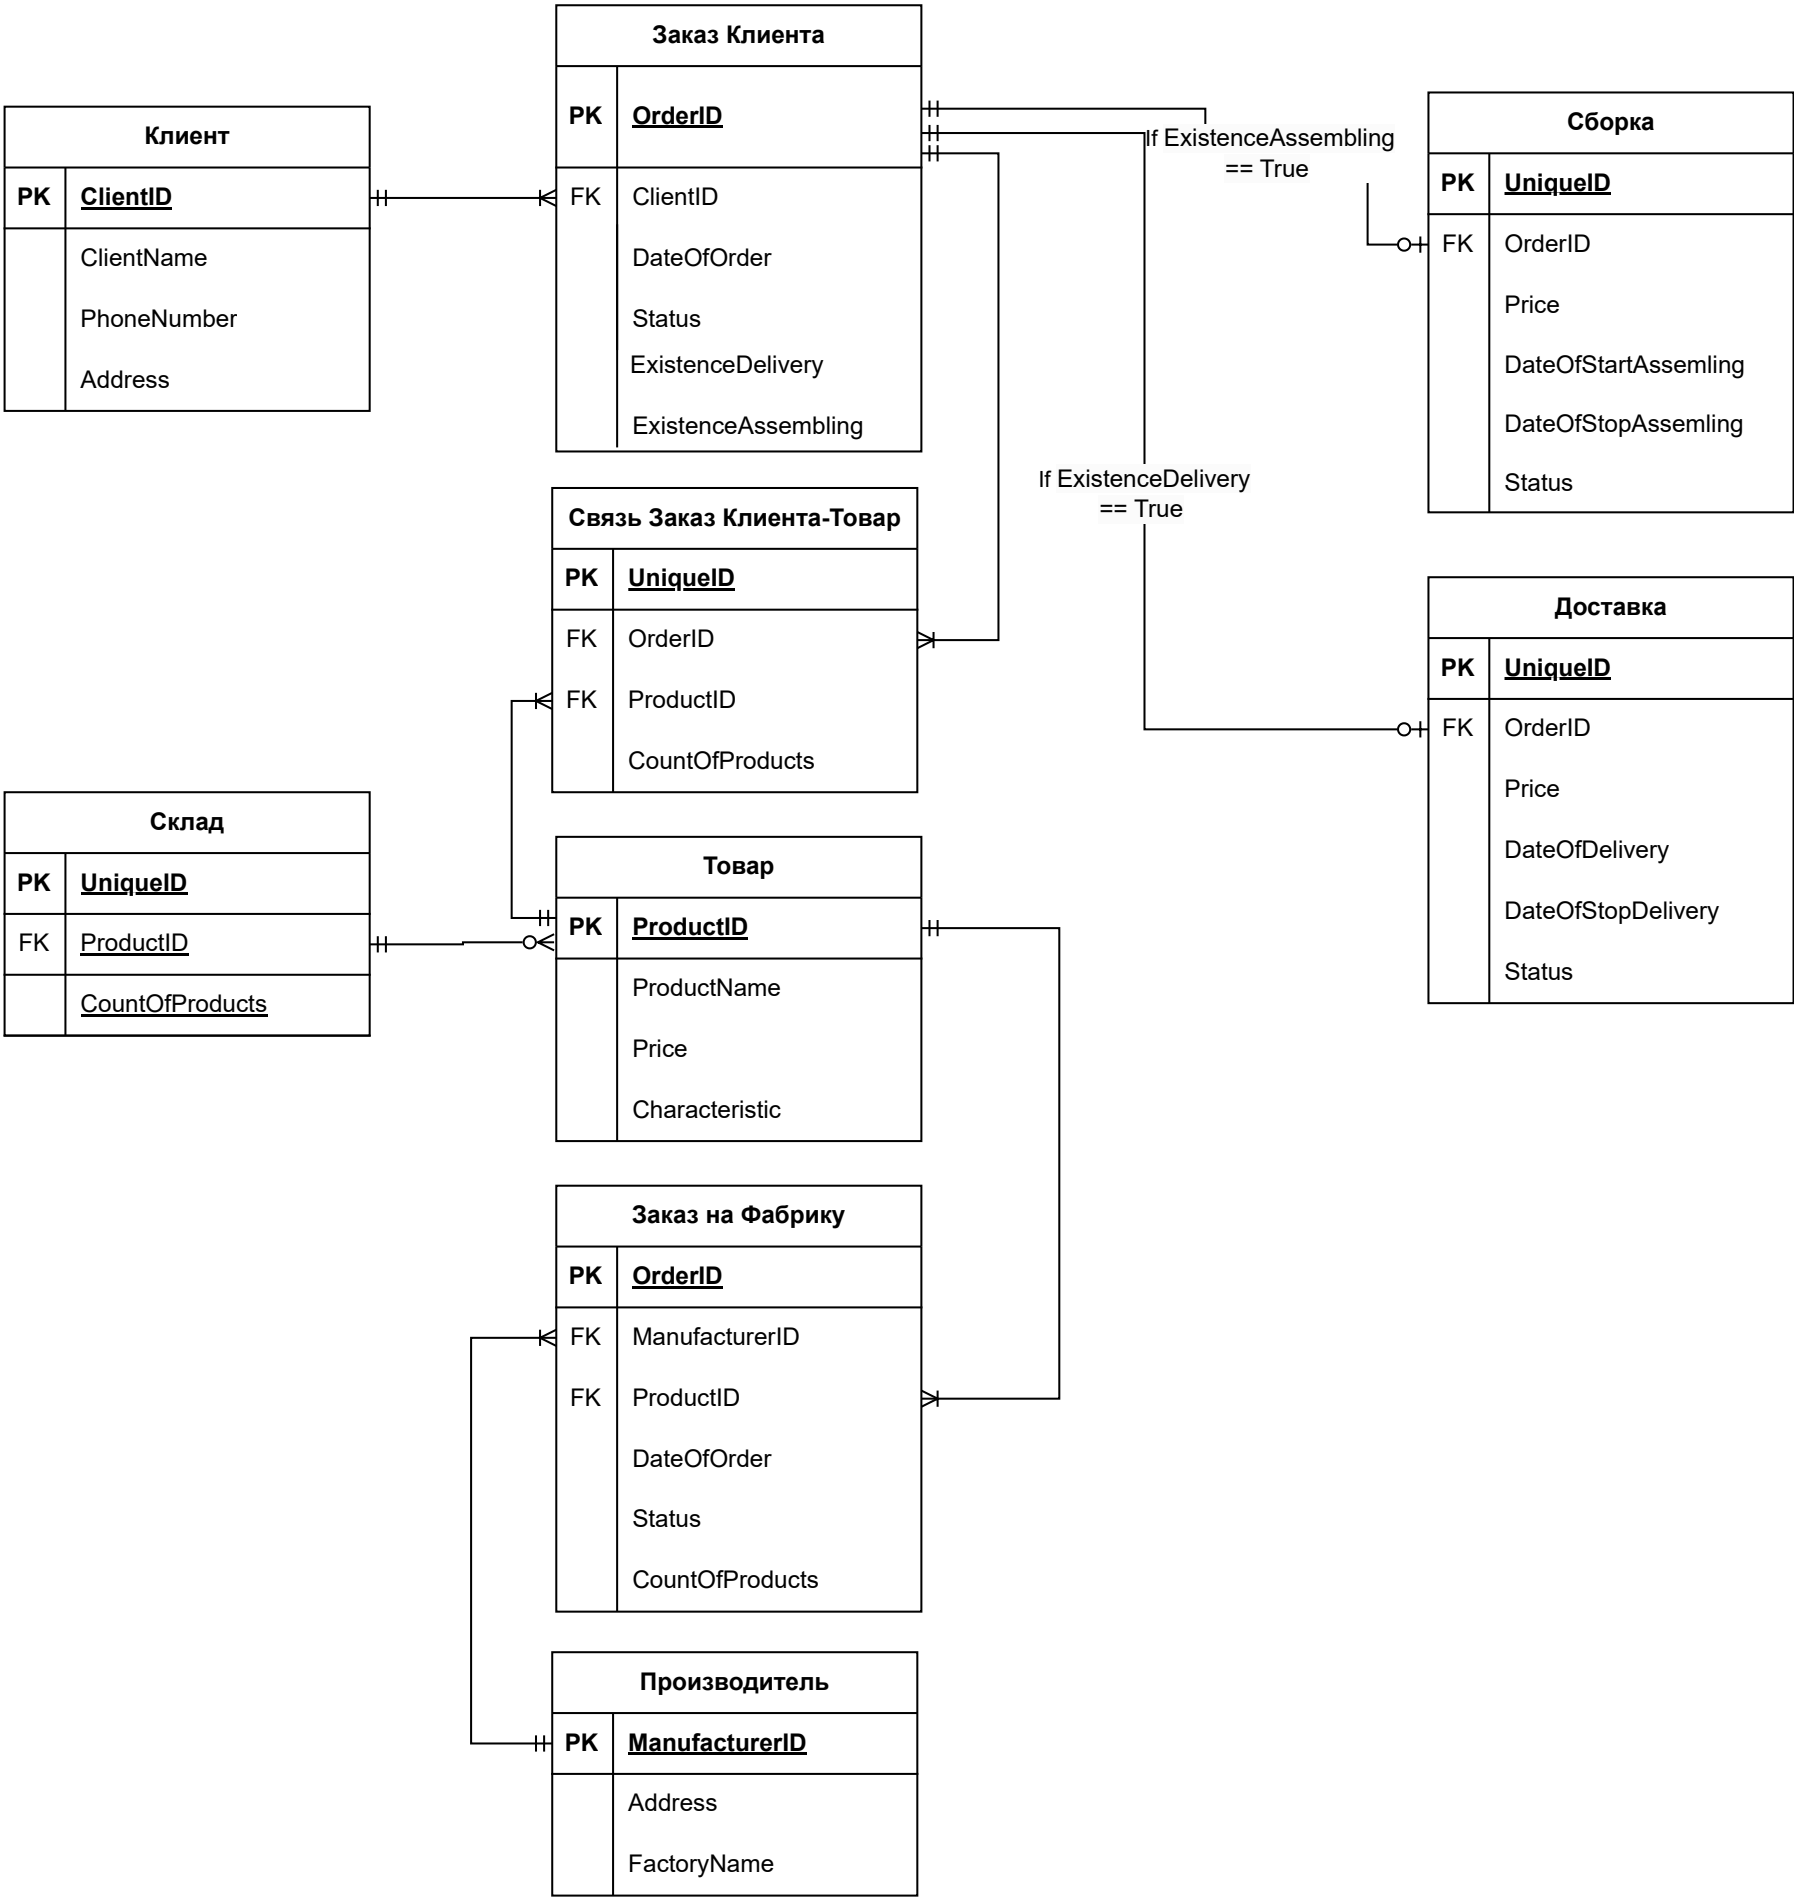 Заказ Клиента
PK OrderID
FK ClientID
DateOfOrder
Status
ExistenceDelivery
ExistenceAssembling
Клиент
PK ClientID
ClientName
PhoneNumber
Address
If ExistenceAssembling
== True
Сборка
PK UniqueID
FK OrderID
Price
DateOfStartAssemling
DateOfStopAssemling
Status
If ExistenceDelivery
== True
Связь Заказ Клиента-Товар
PK UniqueID
FK OrderID
FK ProductID
CountOfProducts
Доставка
PK UniqueID
FK OrderID
Price
DateOfDelivery
DateOfStopDelivery
Status
Склад
PK UniqueID
FK ProductID
CountOfProducts
Товар
PK ProductID
ProductName
Price
Characteristic
Заказ на Фабрику
PK OrderID
FK ManufacturerID
FK ProductID
DateOfOrder
Status
CountOfProducts
Производитель
PK ManufacturerID
Address
FactoryName